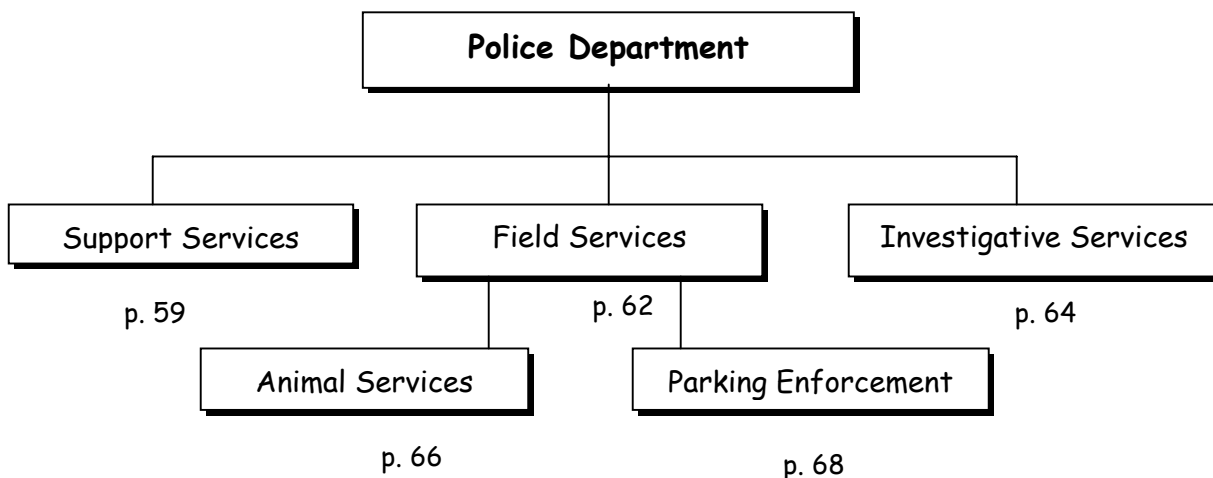 Police Department
Support Services
Field Services
Investigative Services
p. 59
p. 62
p. 64
Animal Services
Parking Enforcement
p. 66
p. 68